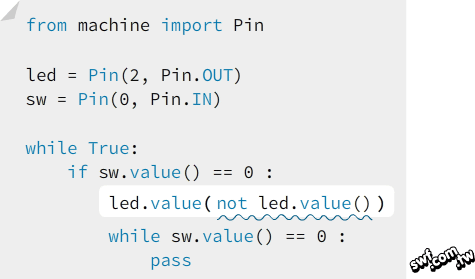 from machine import Pin
led = Pin(2, Pin.OUT)
sw = Pin(0, Pin.IN)
while True:
    if sw.value() == 0 :
        led.value(not led.value())
        while sw.value() == 0 :
            pass
swf.com.tw